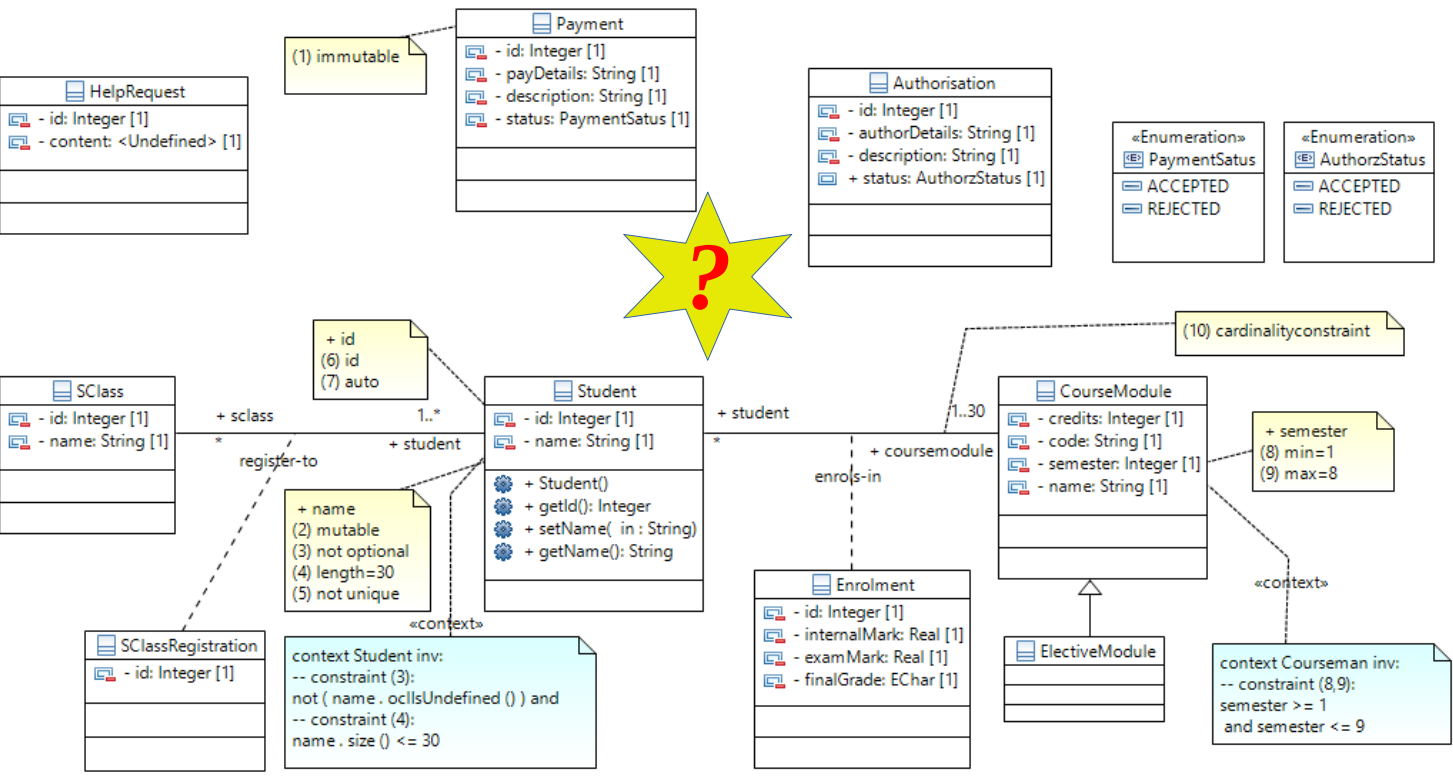 Payment
- id: Integer [1]
- payDetails: String [1]
- description: String [1]
- status: PaymentSatus [1]
(1) immutable
HelpRequest
- id: Integer [1]
- content: <Undefined> [1]
Authorisation
- id: Integer [1]
- authorDetails: String [1]
- description: String [1]
+ status: AuthorzStatus [1]
«Enumeration»
PaymentSatus
ACCEPTED
REJECTED
«Enumeration»
AuthorzStatus
ACCEPTED
REJECTED
?
+ id
(6) id
(7) auto
(10) cardinalityconstraint
SClass
- id: Integer [1]
- name: String [1]
+ sclass
*
register-to
1..*
+ student
Student
- id: Integer [1]
- name: String [1]
+ Student()
+ getId(): Integer
+ setName( in : String)
+ getName(): String
+ student
*
enrols-in
1..30
+ coursemodule
CourseModule
- credits: Integer [1]
- code: String [1]
- semester: Integer [1]
- name: String [1]
+ semester
(8) min=1
(9) max=8
+ name
(2) mutable
(3) not optional
(4) length=30
(5) not unique
«context»
«context»
SClassRegistration
- id: Integer [1]
context Student inv:
-- constraint (3):
not ( name . oclIsUndefined () ) and
-- constraint (4):
name . size () <= 30
Enrolment
- id: Integer [1]
- internalMark: Real [1]
- examMark: Real [1]
- finalGrade: EChar [1]
ElectiveModule
context Courseman inv:
-- constraint (8,9):
semester >= 1
and semester <= 9